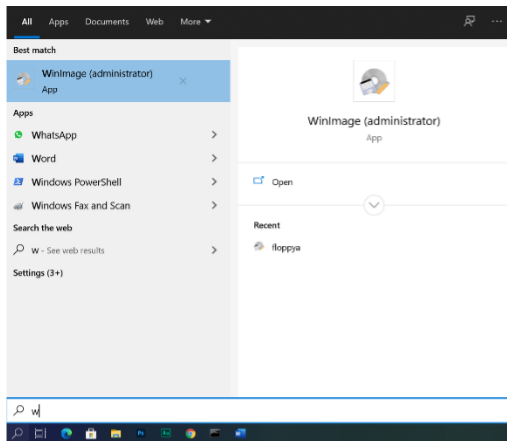 All Apps Documents Web More
Best match
WinImage (administrator)
App
Apps
WhatsApp
Word
Windows PowerShell
Windows Fax and Scan
Search the web
w - See web results
Settings (3+)
WinImage (administrator)
App
Open
Recent
floppya
w